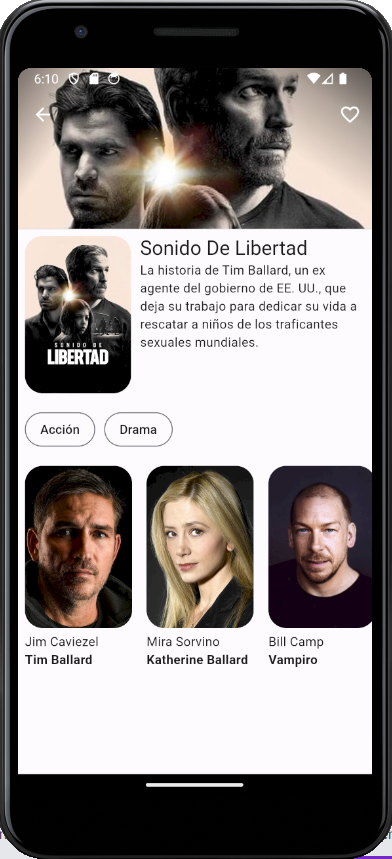 6:10
Sonido De Libertad
La historia de Tim Ballard, un ex
agente del gobierno de EE. UU., que
deja su trabajo para dedicar su vida a
rescatar a niños de los traficantes
sexuales mundiales.
SONIDO DE
LIBERTAD
Acción
Drama
Jim Caviezel
Tim Ballard
Mira Sorvino
Katherine Ballard
Bill Camp
Vampiro